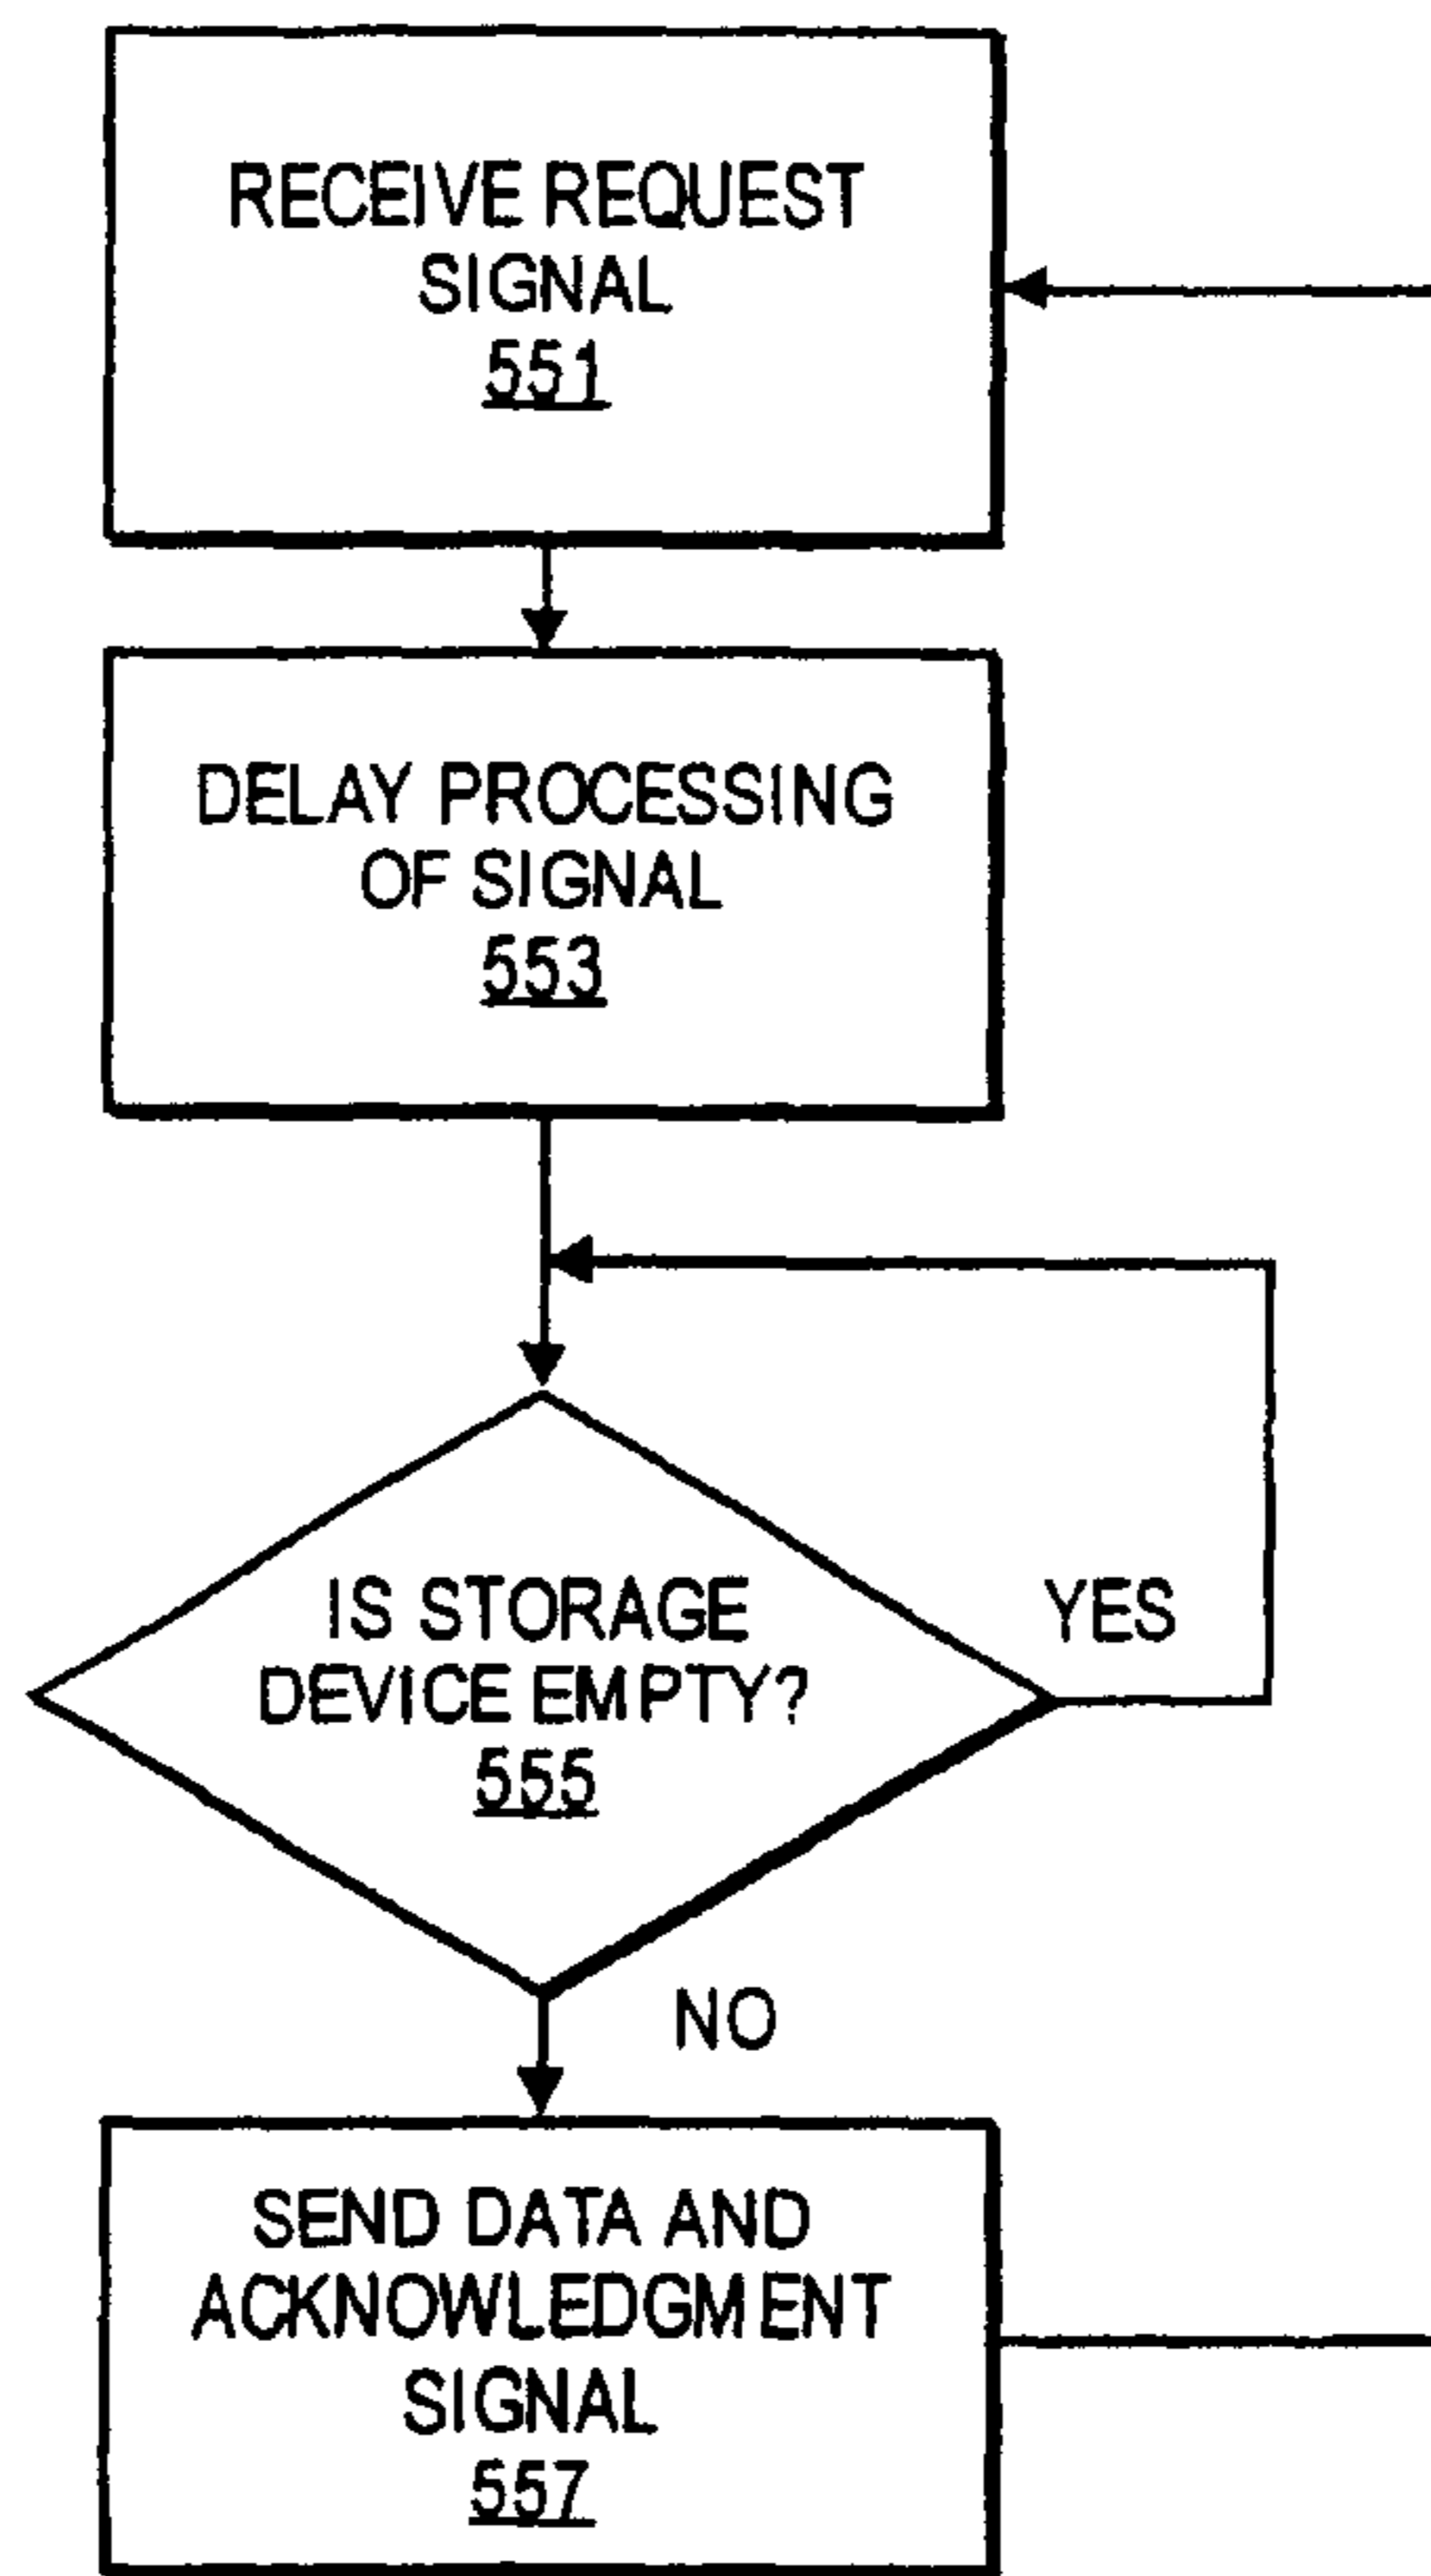 RECEIVE REQUEST
SIGNAL
551
DELAY PROCESSING
OF SIGNAL
553
IS STORAGE
DEVICE EMPTY?
555
YES
NO
SEND DATA AND
ACKNOWLEDGMENT
SIGNAL
557